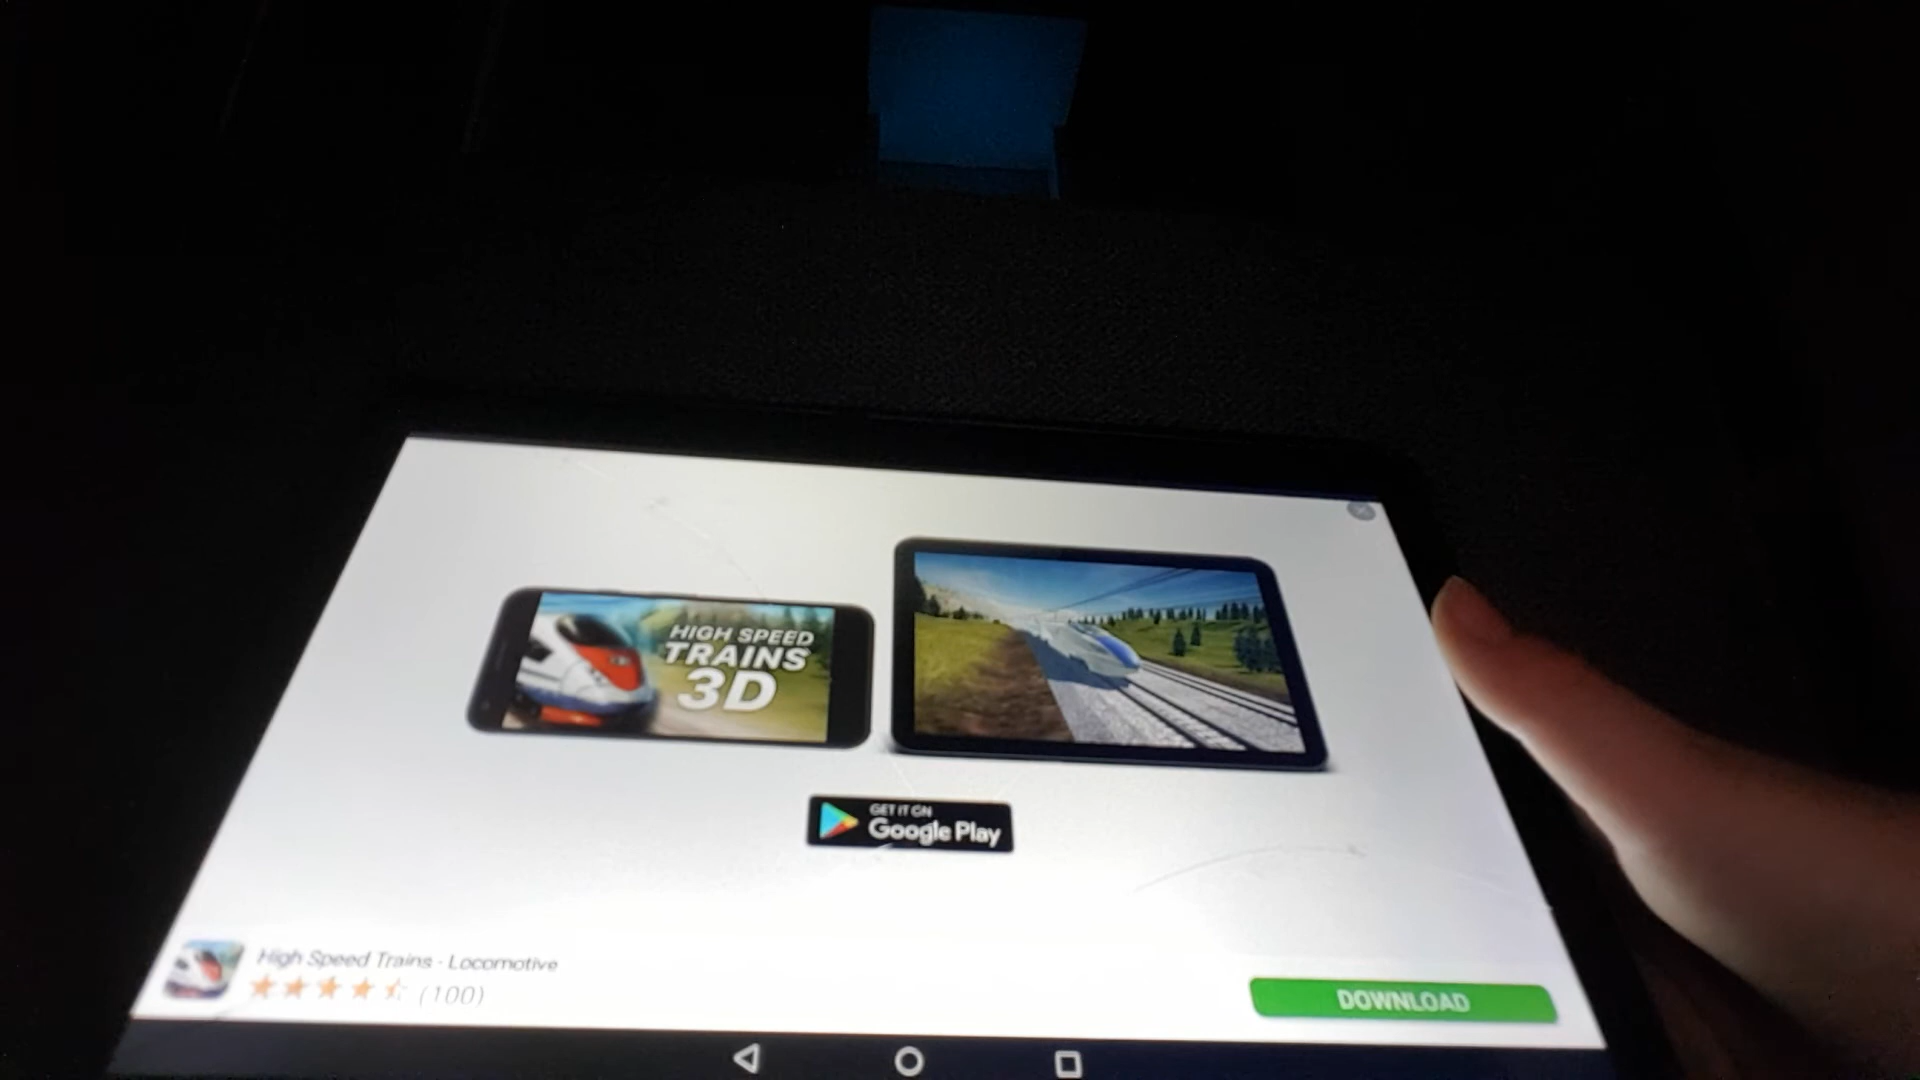 HIGH SPEED
TRAINS
3D
GET IT ON
Google Play
High Speed Trains - Locomotive
(100)
DOWNLOAD